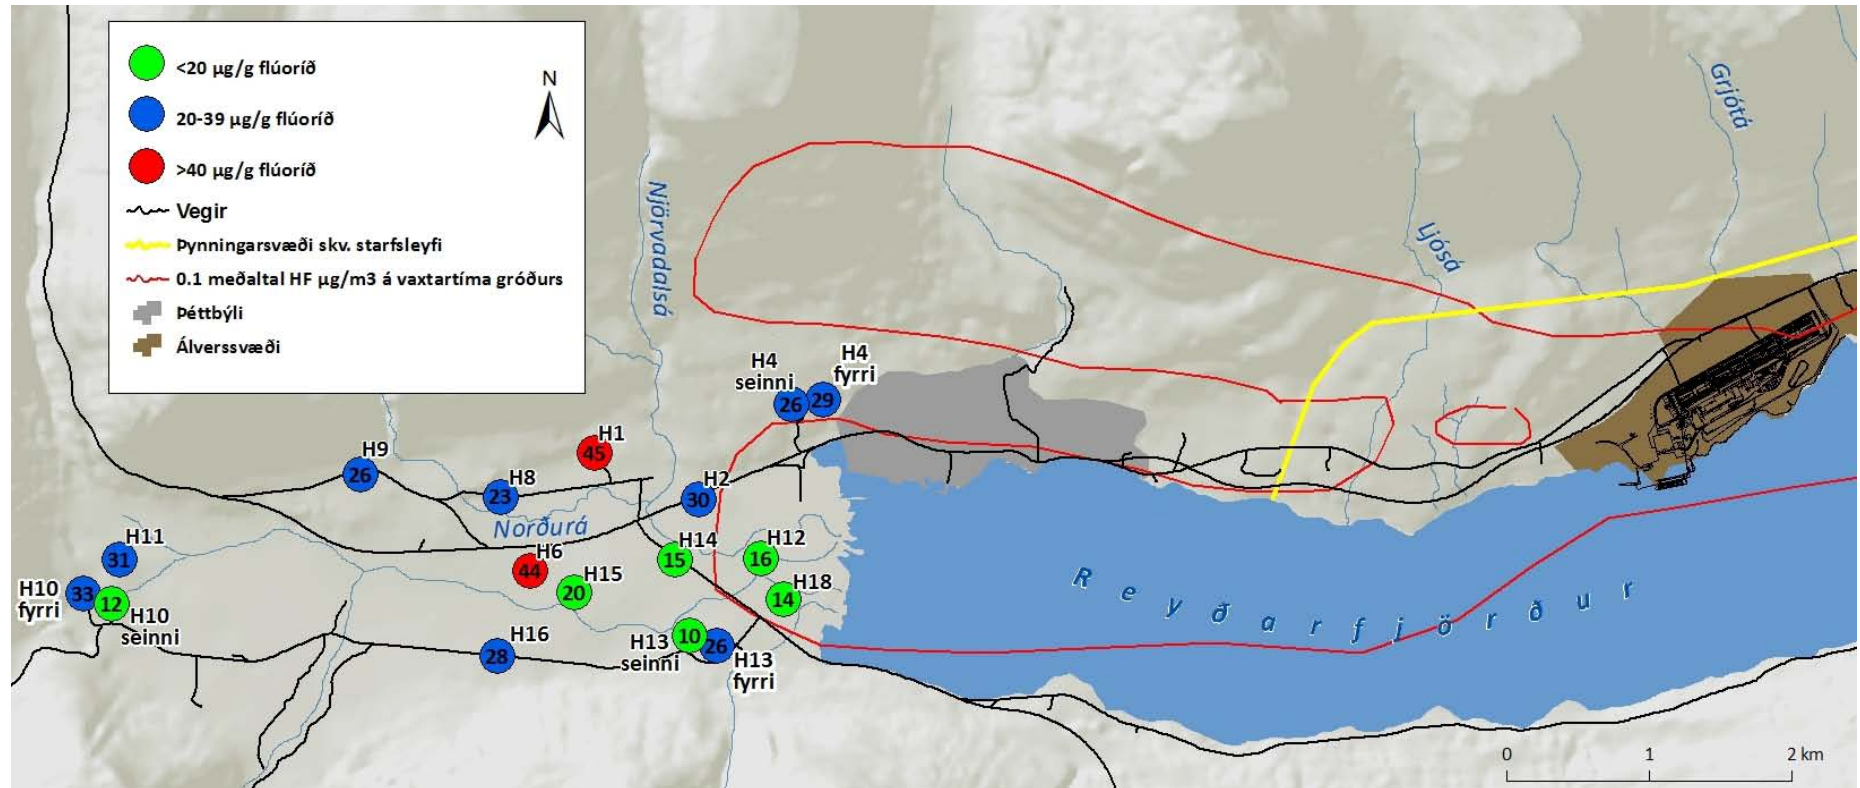 <20 µg/g flúoríð
20-39 µg/g flúoríð
>40 µg/g flúoríð
Vegir
Þynningarsvæði skv. starfsleyfi
0.1 meðaltal HF µg/m3 á vaxtartíma gróðurs
Þéttbýli
Álverssvæði
N
Njörvadalsá
Ljósá
Grjótá
H4
seinni
26
H4
fyrri
29
H1
45
H9
26
H8
23
H2
30
Norðurá
H11
31
H6
44
H14
15
H12
16
H10
fyrri
33
12
H10
seinni
H15
20
H18
14
H16
28
H13
seinni
10
26
H13
fyrri
Reyðarfjörður
0 1 2 km